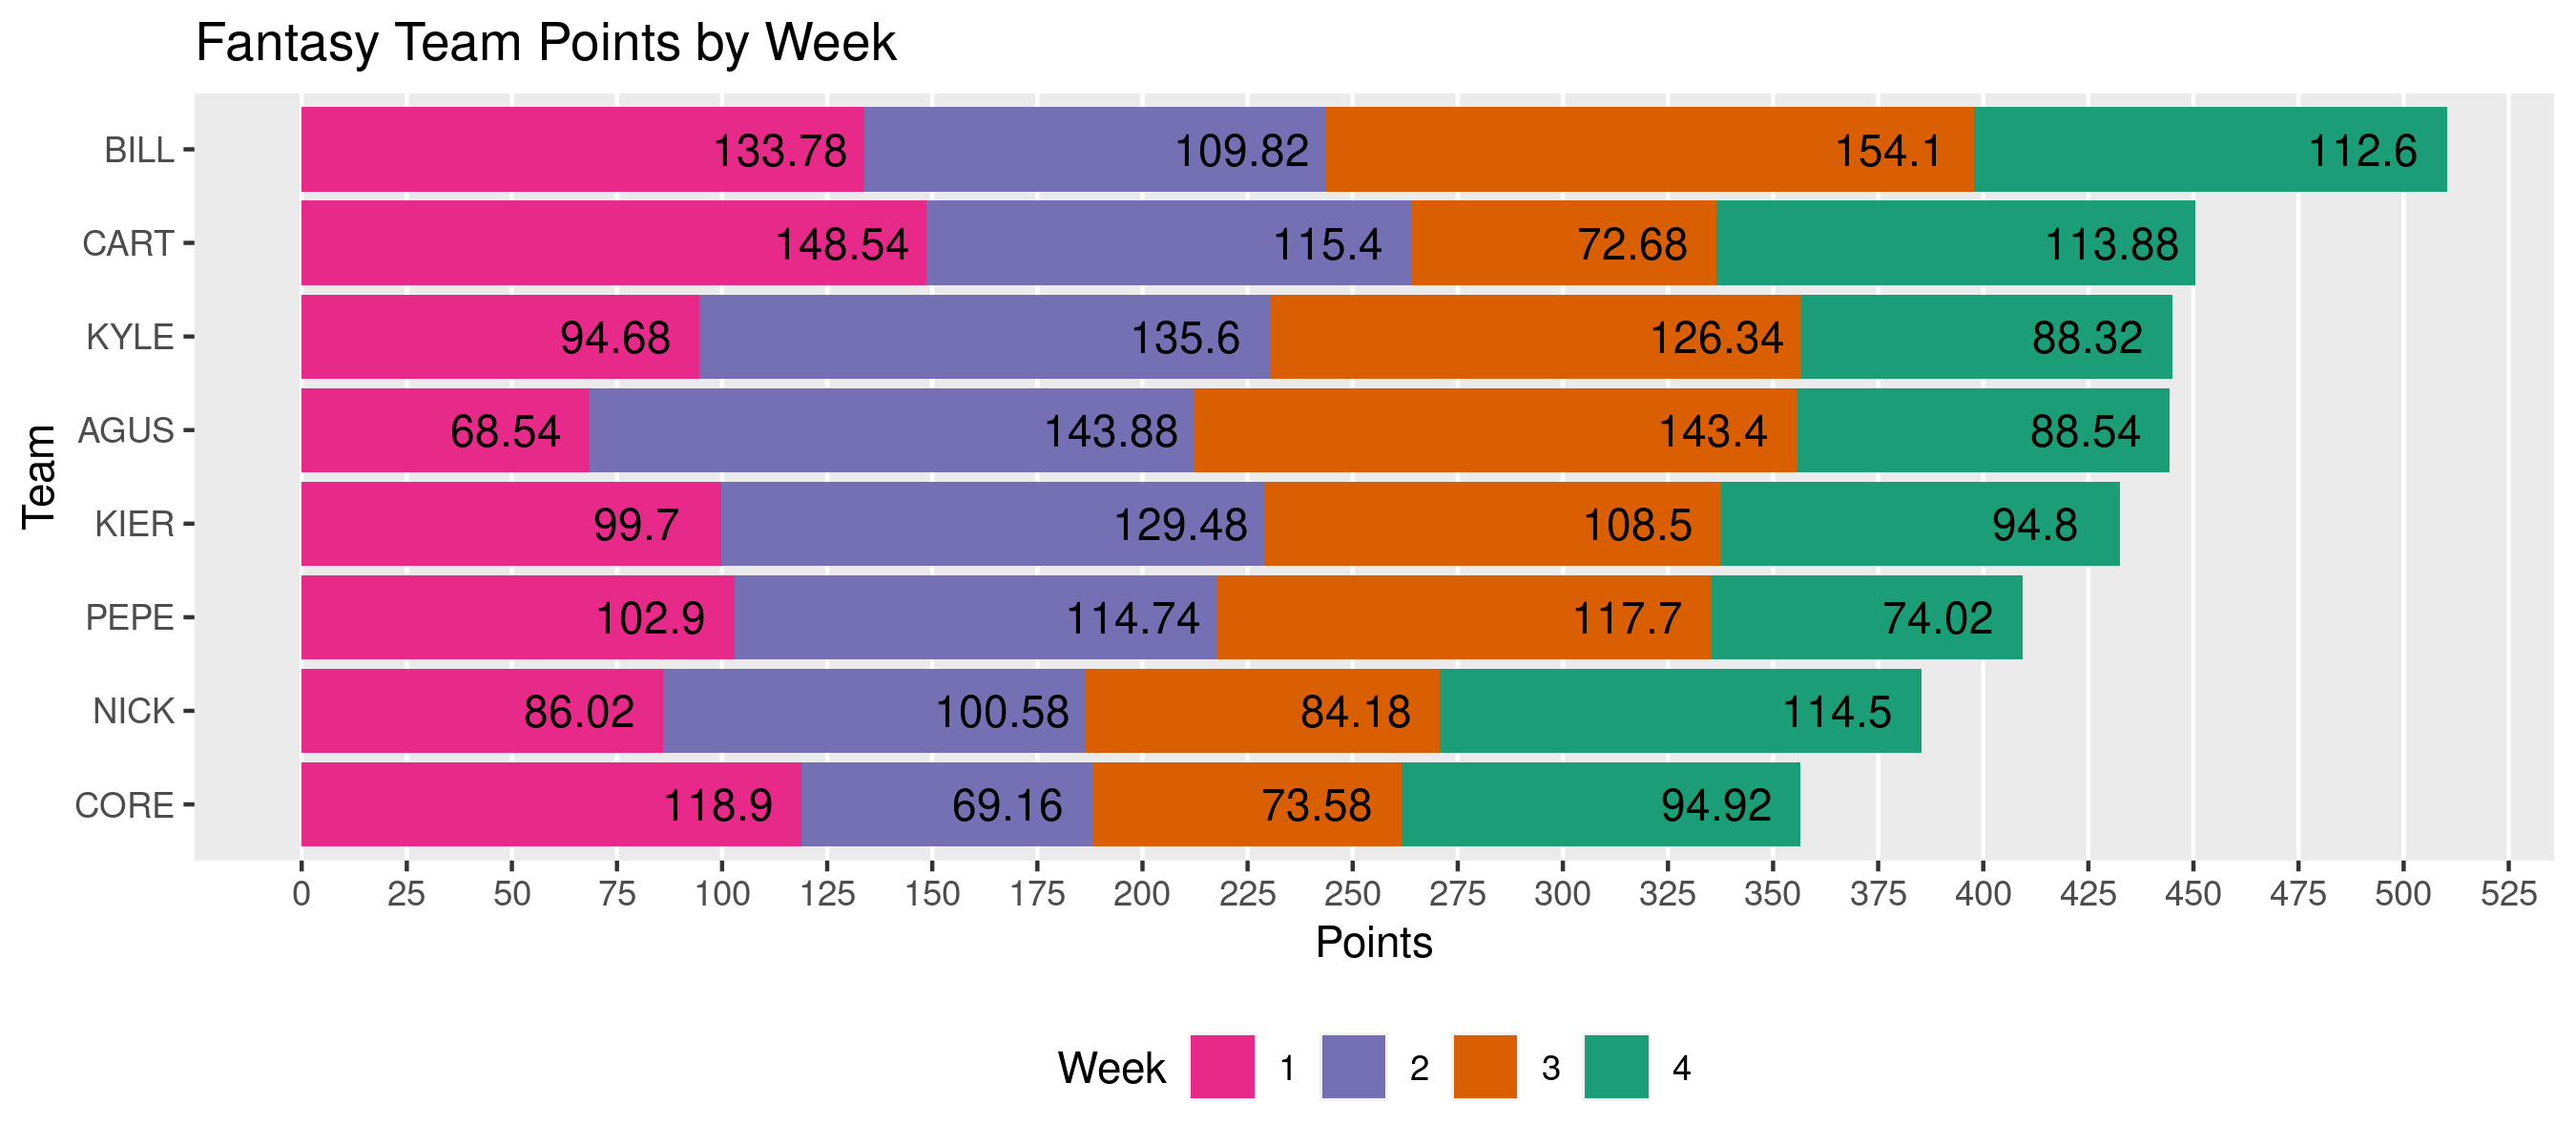 Fantasy Team Points by Week
BILL 133.78 109.82 154.1 112.6
CART 148.54 115.4 72.68 113.88
KYLE 94.68 135.6 126.34 88.32
AGUS 68.54 143.88 143.4 88.54
KIER 99.7 129.48 108.5 94.8
PEPE 102.9 114.74 117.7 74.02
NICK 86.02 100.58 84.18 114.5
CORE 118.9 69.16 73.58 94.92
Team
0 25 50 75 100 125 150 175 200 225 250 275 300 325 350 375 400 425 450 475 500 525
Points
Week 1 2 3 4